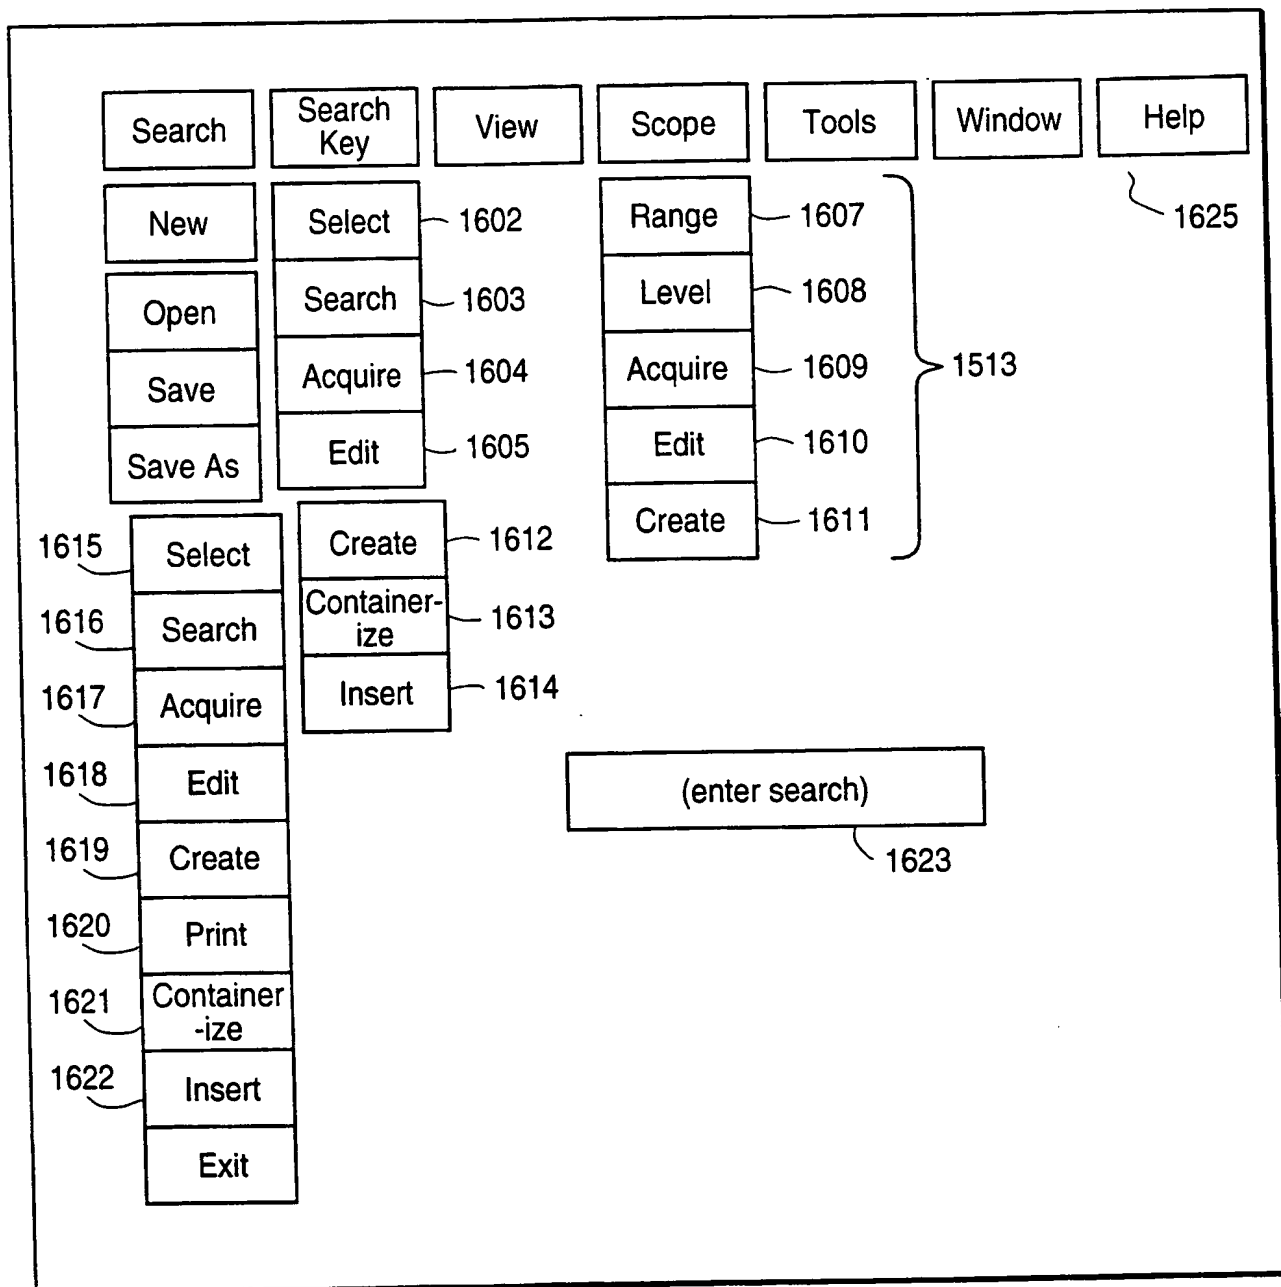 Search
Search
Key
View
Scope
Tools
Window
Help
1625
New
Open
Save
Save As
Select
1602
Search
1603
Acquire
1604
Edit
1605
Range
1607
Level
1608
Acquire
1609
Edit
1610
Create
1611
1513
1615
Select
1616
Search
1617
Acquire
1618
Edit
1619
Create
1620
Print
1621
Container
-ize
1622
Insert
Exit
Create
1612
Container-
ize
1613
Insert
1614
(enter search)
1623